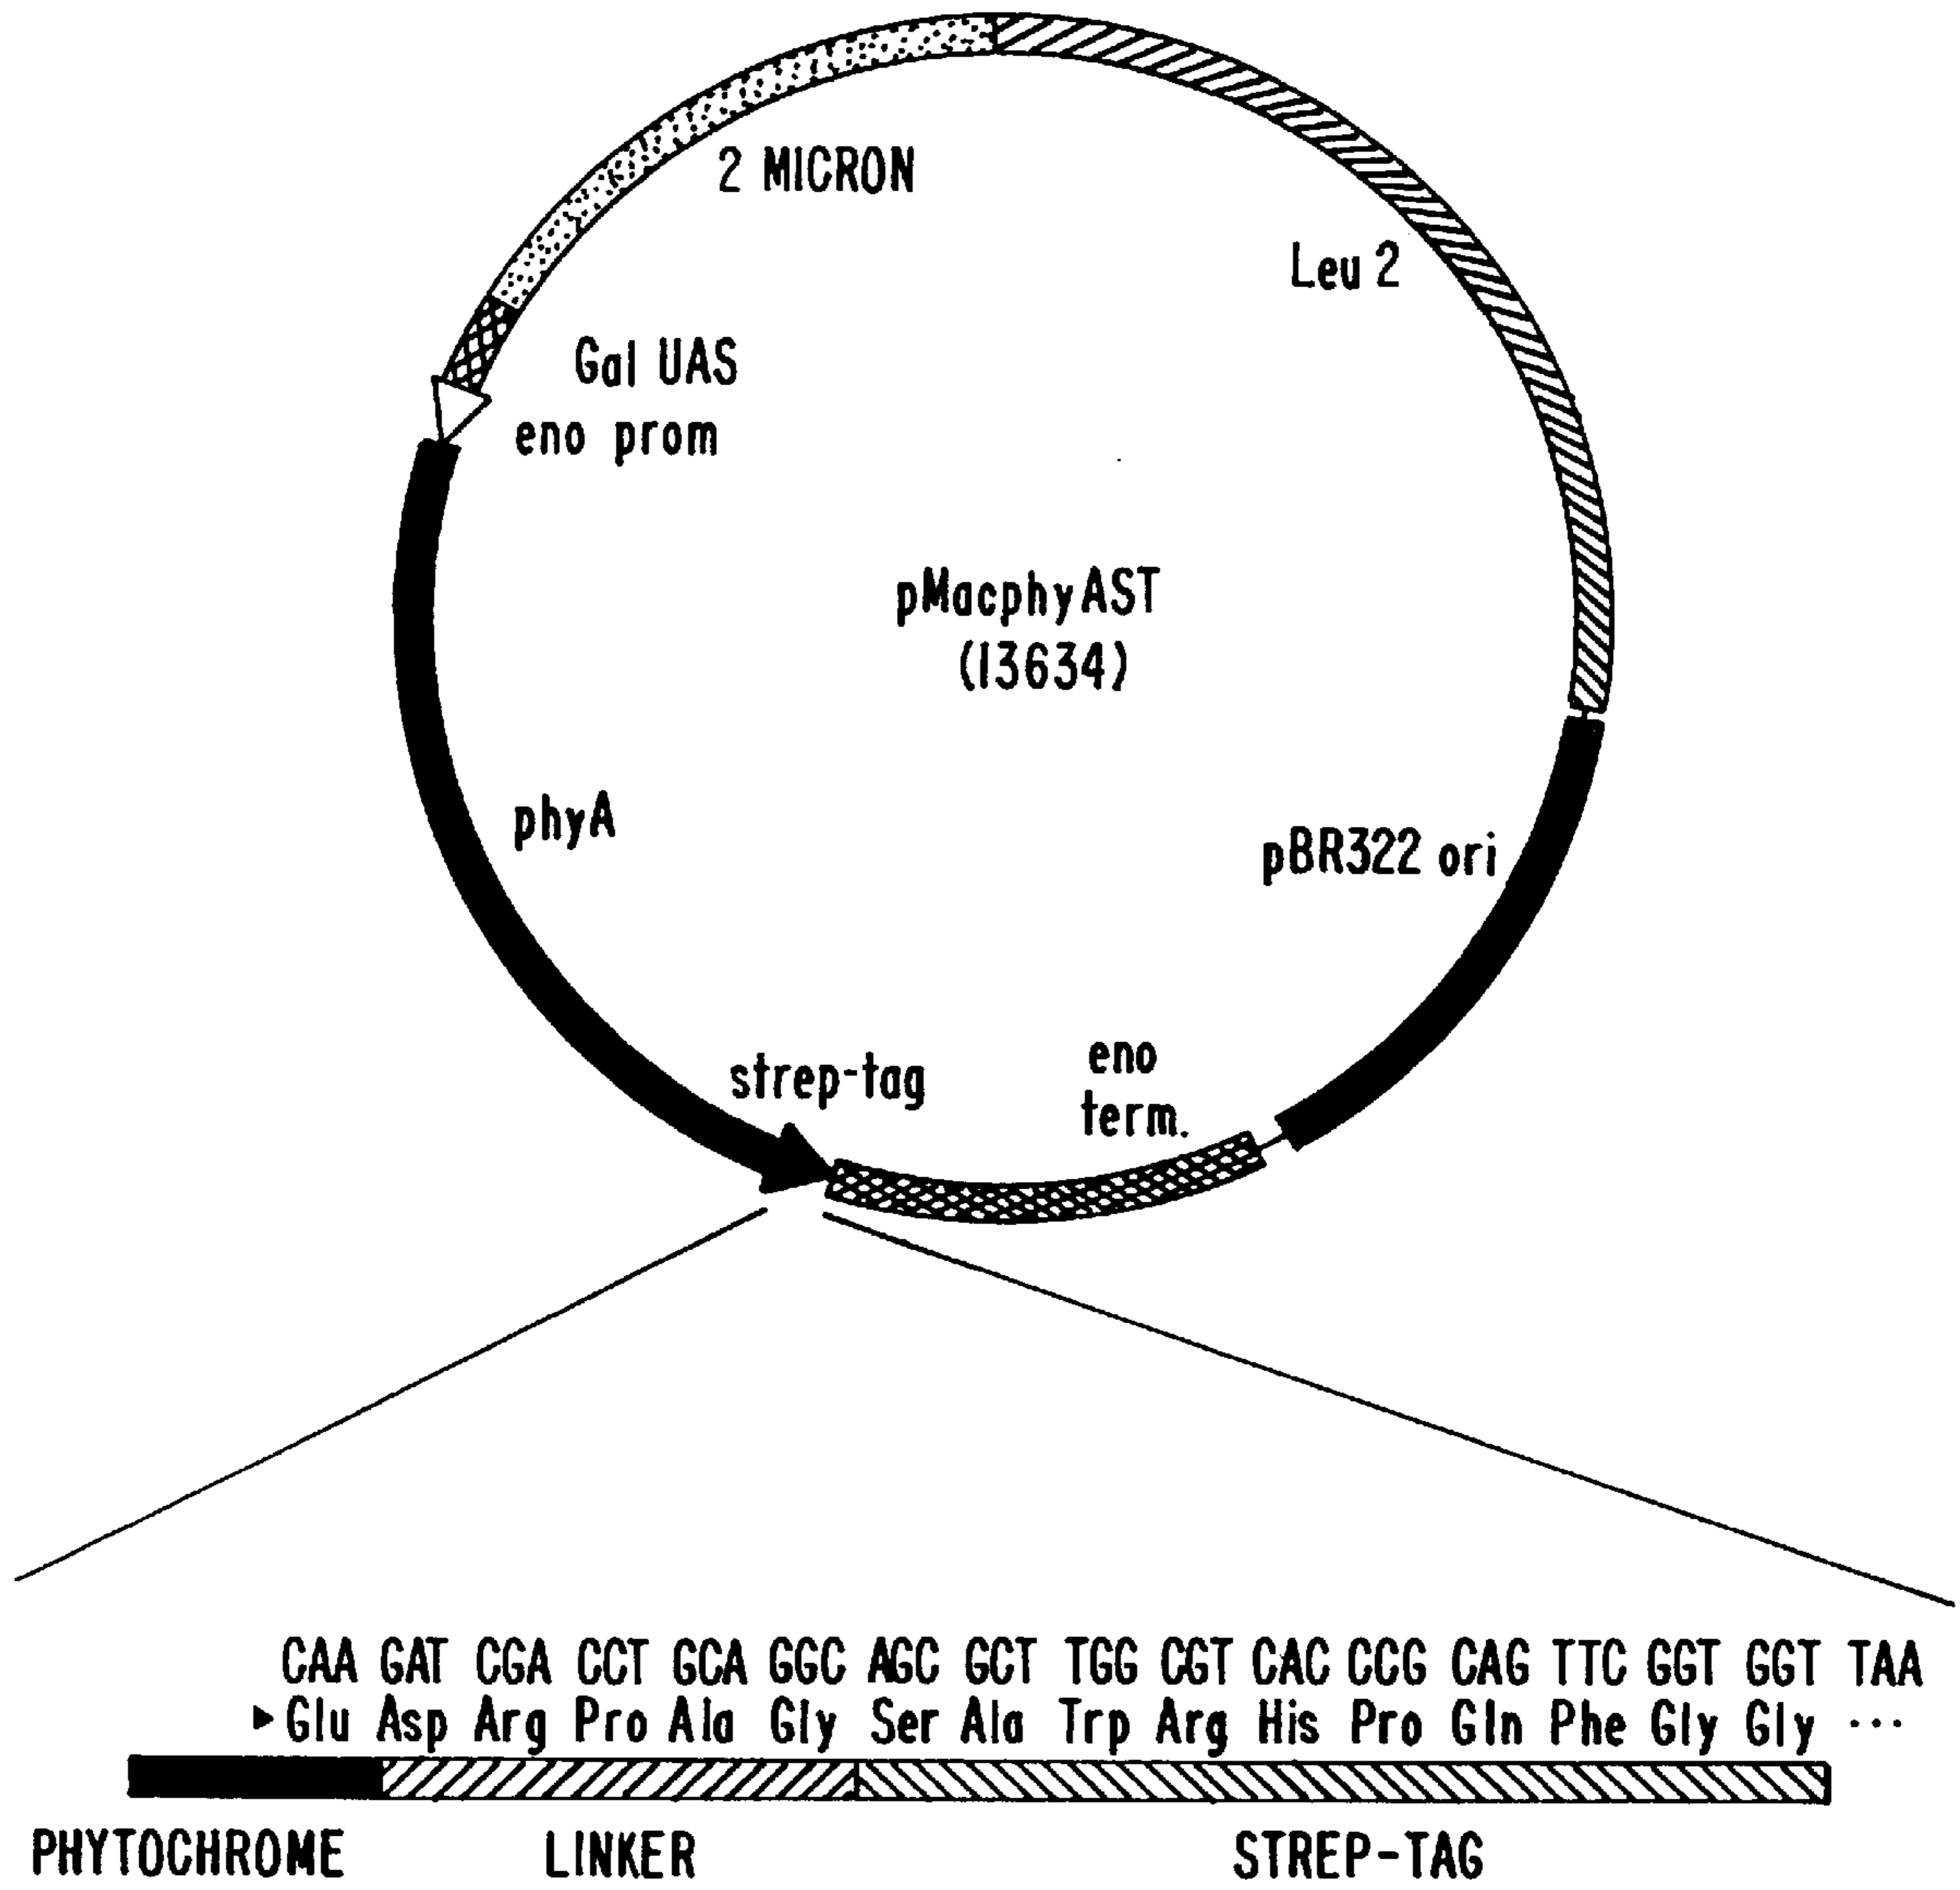 2 MICRON
Leu 2
Gal UAS
eno prom
pMacphyAST
(13634)
phyA
pBR322 ori
strep-tag
eno
term.
CAA GAT CGA CCT GCA GGC AGC GCT TGG CGT CAC CCG CAG TTC GGT GGT TAA
Glu Asp Arg Pro Ala Gly Ser Ala Trp Arg His Pro Gln Phe Gly Gly ...
PHYTOCHROME LINKER STREP-TAG